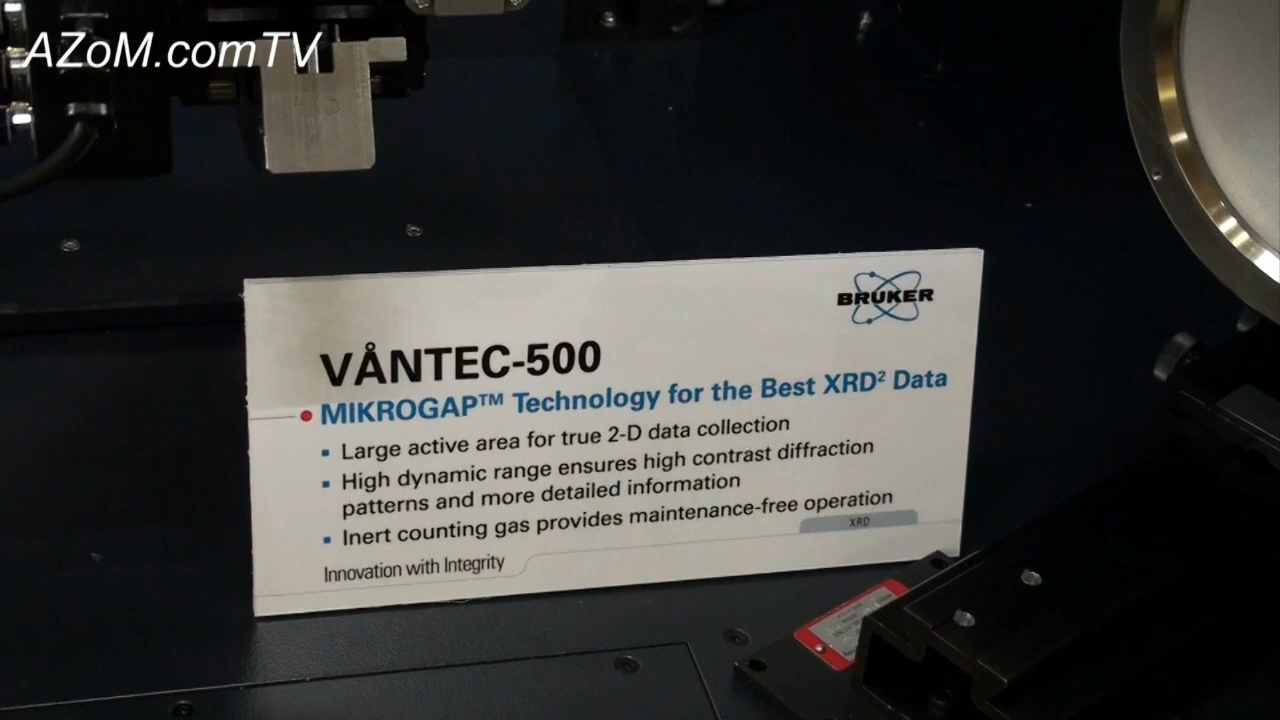 AZoM.comTV
BRUKER
VÅNTEC-500
MIKROGAP™ Technology for the Best XRD² Data
▪ Large active area for true 2-D data collection
▪ High dynamic range ensures high contrast diffraction
patterns and more detailed information
▪ Inert counting gas provides maintenance-free operation
XRD
Innovation with Integrity